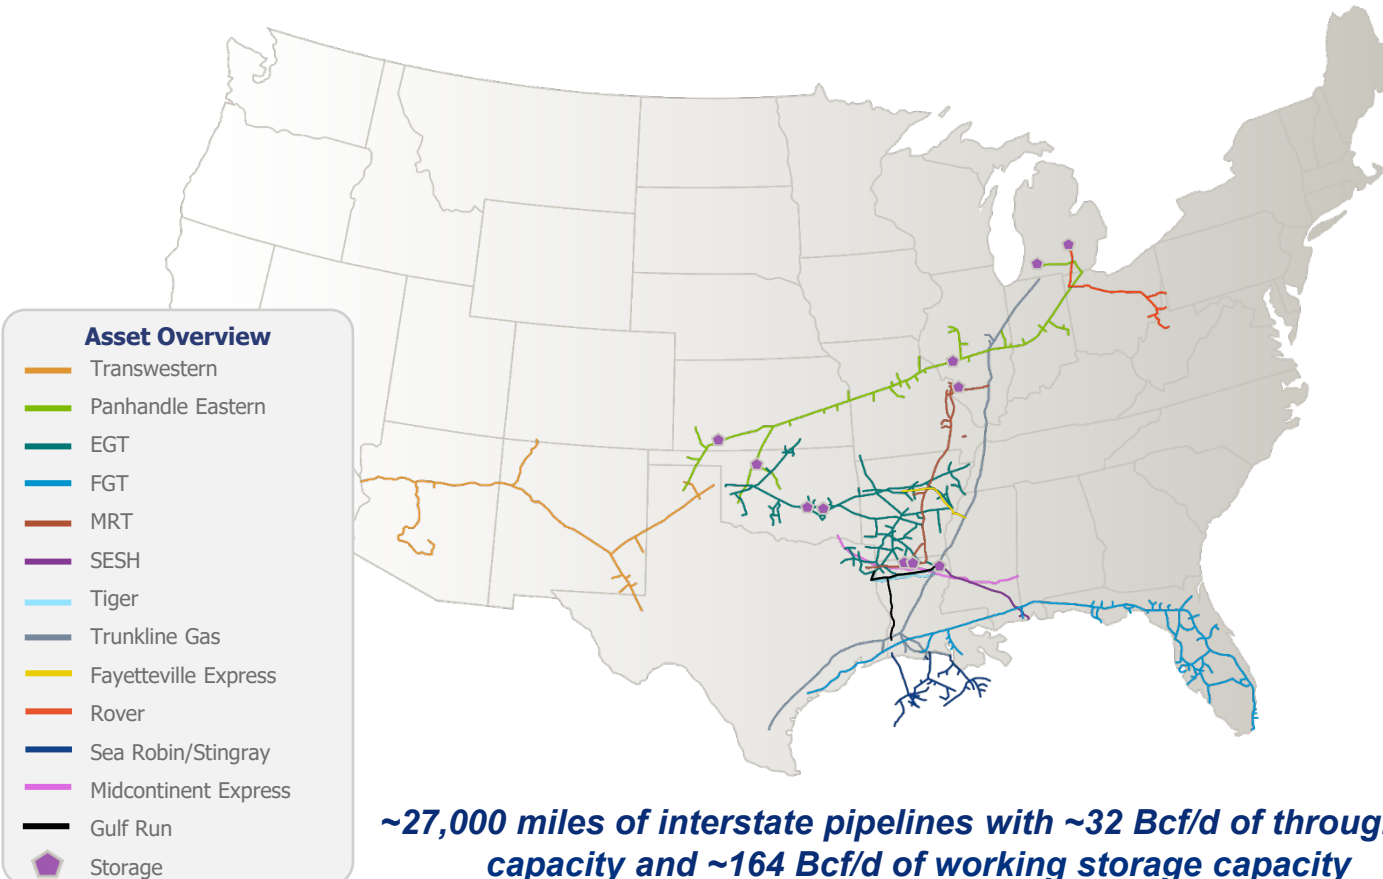 Asset Overview
Transwestern
Panhandle Eastern
EGT
FGT
MRT
SESH
Tiger
Trunkline Gas
Fayetteville Express
Rover
Sea Robin/Stingray
Midcontinent Express
Gulf Run
Storage
~27,000 miles of interstate pipelines with ~32 Bcf/d of throug
capacity and ~164 Bcf/d of working storage capacity